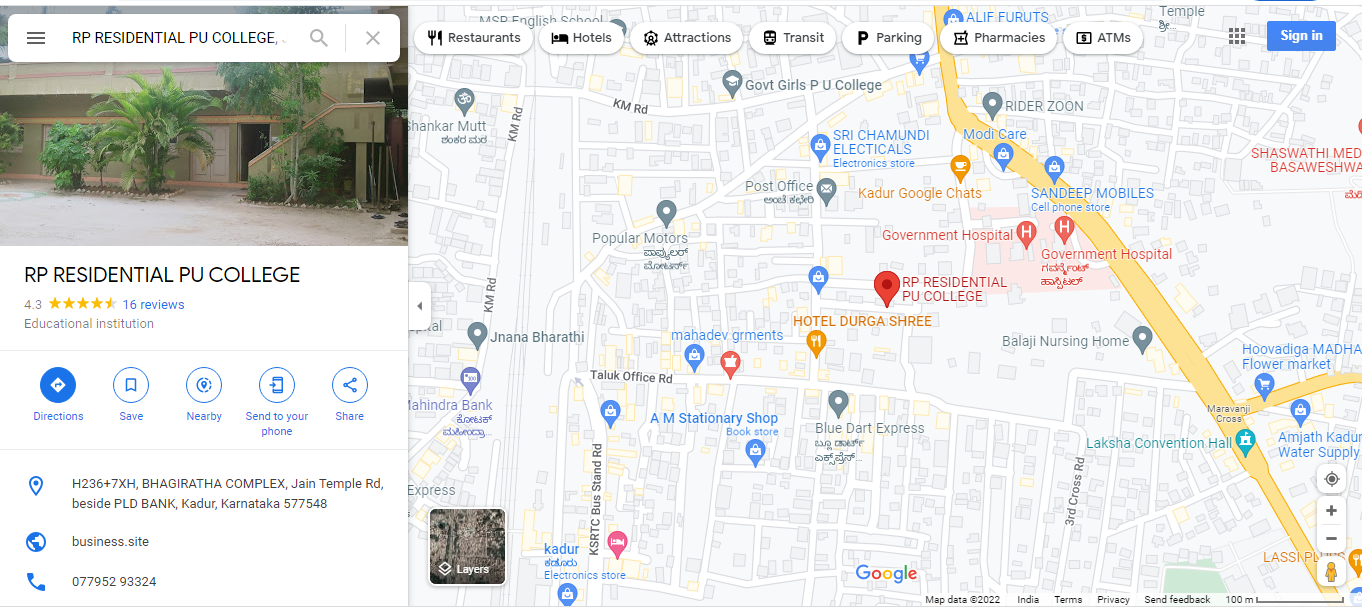 RP RESIDENTIAL PU COLLEGE,
Restaurants
Hotels
Attractions
Transit
Parking
Pharmacies
ATMs
Sign in
RP RESIDENTIAL PU COLLEGE
4.3
16 reviews
Educational institution
Directions
Save
Nearby
Send to your
phone
Share
H236+7XH, BHAGIRATHA COMPLEX, Jain Temple Rd,
beside PLD BANK, Kadur, Karnataka 577548
business.site
077952 93324
MSP English School
ALIF FURUTS
Temple
Govt Girls P U College
KM Rd
KM Rd
KM Rd
RIDER ZOON
Modi Care
hankar Mutt
ಶಂಕರ ಮಠ
SRI CHAMUNDI
ELECTICALS
Electronics store
SHASWATHI MED
BASAWESHWA
Post Office
ಅಂಚೆ ಕಛೇರಿ
Kadur Google Chats
SANDEEP MOBILES
Cell phone store
Popular Motors
ಪಾಪ್ಯುಲರ್
ಮೋಟರ್ಸ್
Government Hospital
Government Hospital
ಗವರ್ನ್ಮೆಂಟ್
ಹಾಸ್ಪಿಟಲ್
RP RESIDENTIAL
PU COLLEGE
HOTEL DURGA SHREE
pital
Jnana Bharathi
mahadev grments
Balaji Nursing Home
Hoovadiga MADHA
Flower market
Taluk Office Rd
Mahindra Bank
ಕೋಟಕ್
ಮಹೀಂದ್ರಾ...
A M Stationary Shop
Book store
Blue Dart Express
ಬ್ಲೂ ಡಾರ್ಟ್
ಎಕ್ಸ್‌ಪ್ರೆಸ್...
Maravanji
Cross
Laksha Convention Hall
Amjath Kadur
Water Supply
Express
KSRTC Bus Stand Rd
3rd Cross Rd
kadur
ಕಡೂರು
Electronics store
LASSI PL
Layers
Google
Map data ©2022
India
Terms
Privacy
Send feedback
100 m